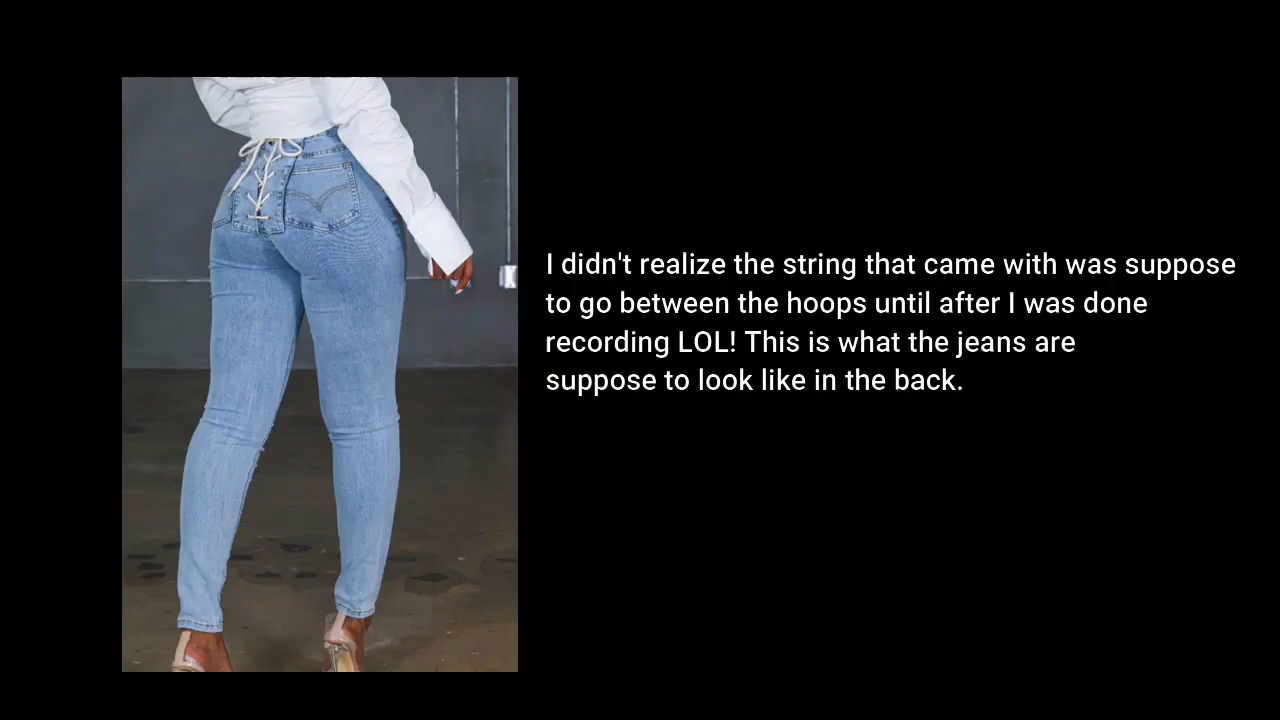 I didn't realize the string that came with was suppose
to go between the hoops until after I was done
recording LOL! This is what the jeans are
suppose to look like in the back.